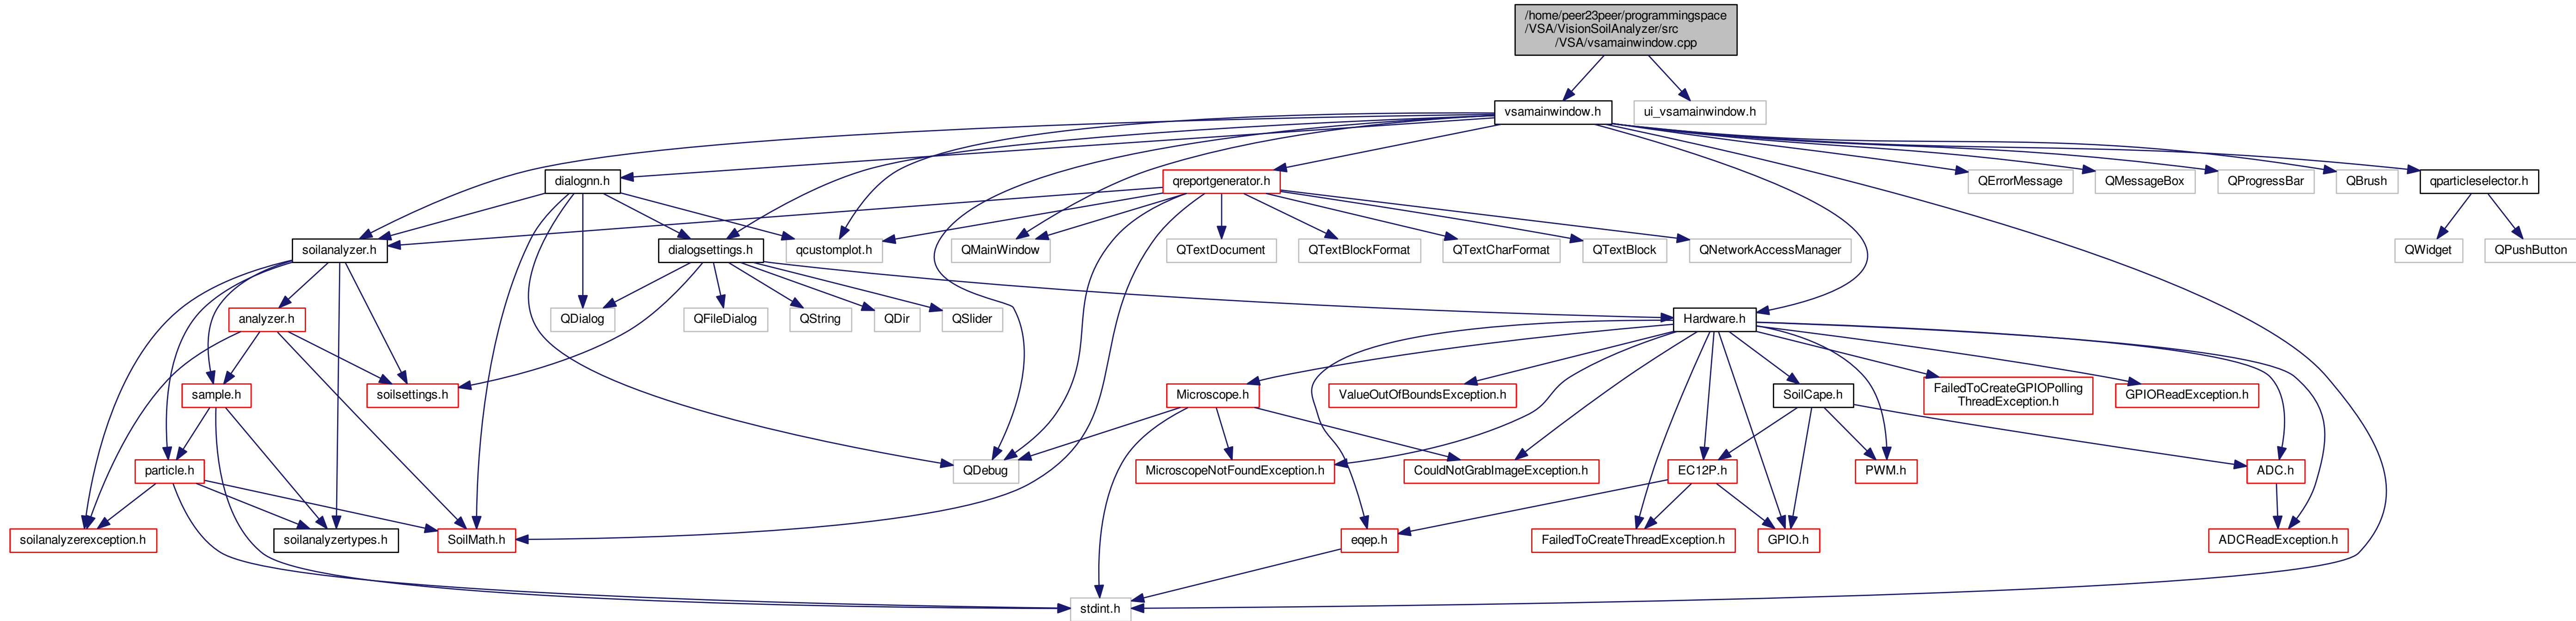 /home/peer23peer/programmingspace
/VSA/VisionSoilAnalyzer/src
/VSA/vsamainwindow.cpp
vsamainwindow.h
ui_vsamainwindow.h
dialognn.h
qreportgenerator.h
QErrorMessage
QMessageBox
QProgressBar
QBrush
qparticleselector.h
soilanalyzer.h
dialogsettings.h
qcustomplot.h
QMainWindow
QTextDocument
QTextBlockFormat
QTextCharFormat
QTextBlock
QNetworkAccessManager
QWidget
QPushButton
analyzer.h
QDialog
QFileDialog
QString
QDir
QSlider
Hardware.h
sample.h
soilsettings.h
Microscope.h
ValueOutOfBoundsException.h
SoilCape.h
FailedToCreateGPIOPolling
ThreadException.h
GPIOReadException.h
particle.h
QDebug
MicroscopeNotFoundException.h
CouldNotGrabImageException.h
EC12P.h
PWM.h
ADC.h
soilanalyzerexception.h
soilanalyzertypes.h
SoilMath.h
eqep.h
FailedToCreateThreadException.h
GPIO.h
ADCReadException.h
stdint.h